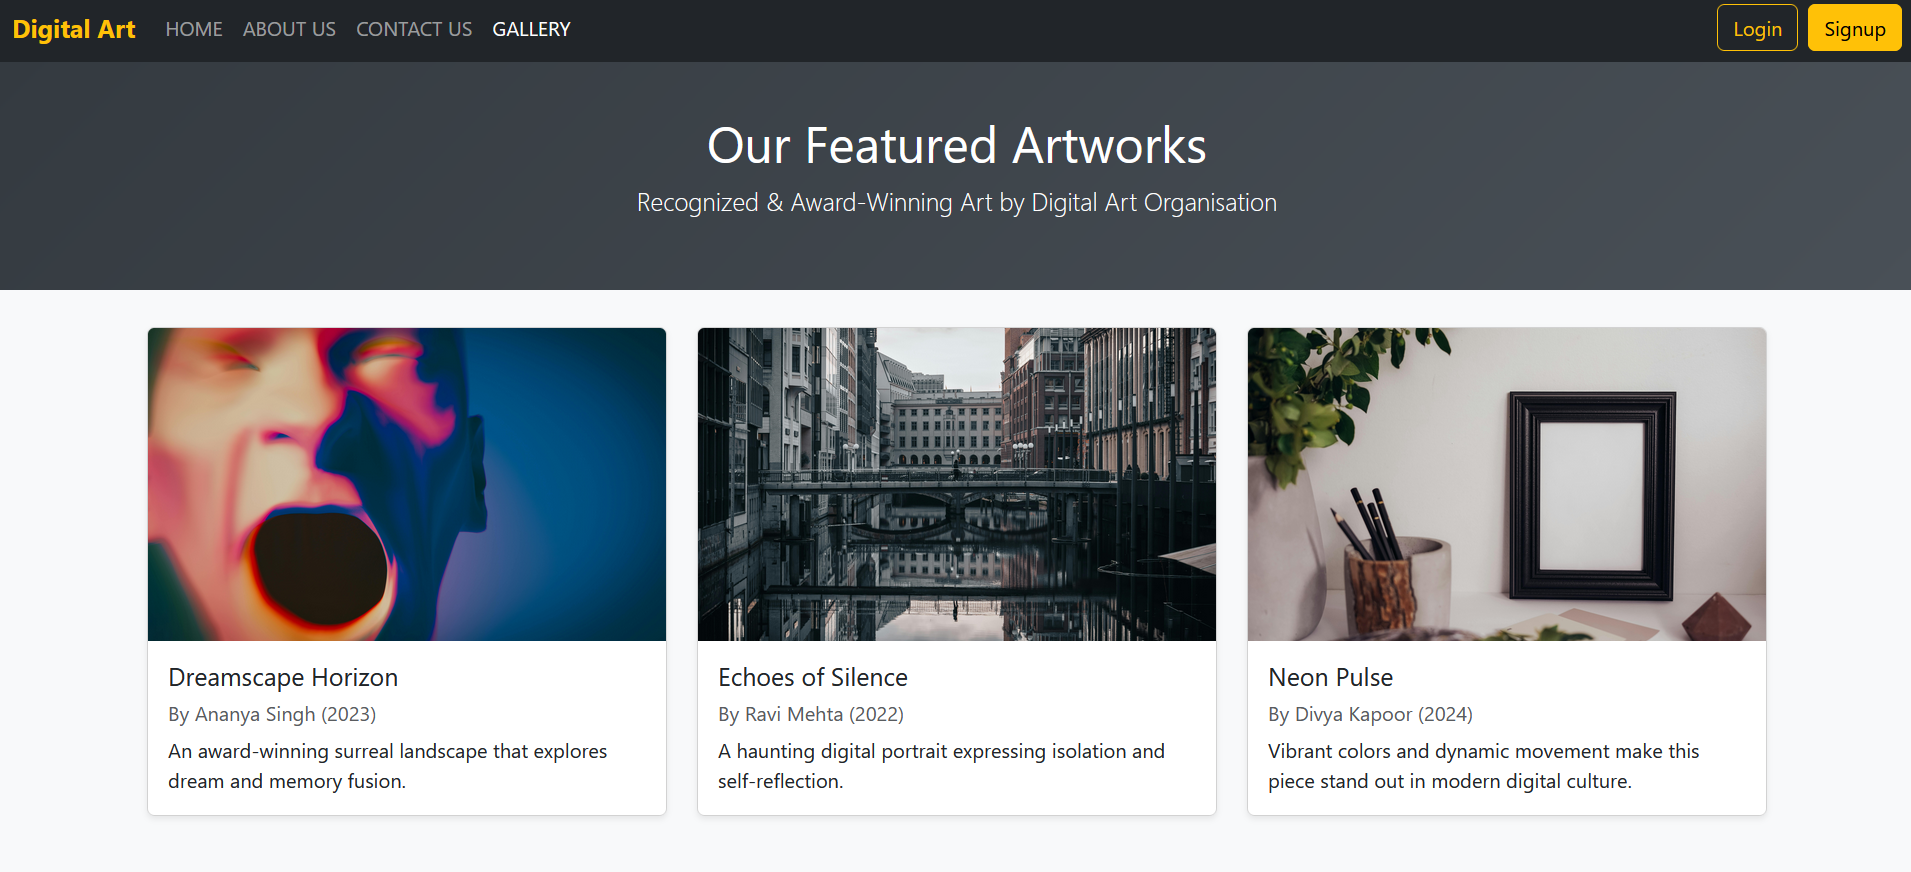 Digital Art HOME ABOUT US CONTACT US GALLERY Login Signup
Our Featured Artworks
Recognized & Award-Winning Art by Digital Art Organisation
Dreamscape Horizon
By Ananya Singh (2023)
An award-winning surreal landscape that explores
dream and memory fusion.
Echoes of Silence
By Ravi Mehta (2022)
A haunting digital portrait expressing isolation and
self-reflection.
Neon Pulse
By Divya Kapoor (2024)
Vibrant colors and dynamic movement make this
piece stand out in modern digital culture.